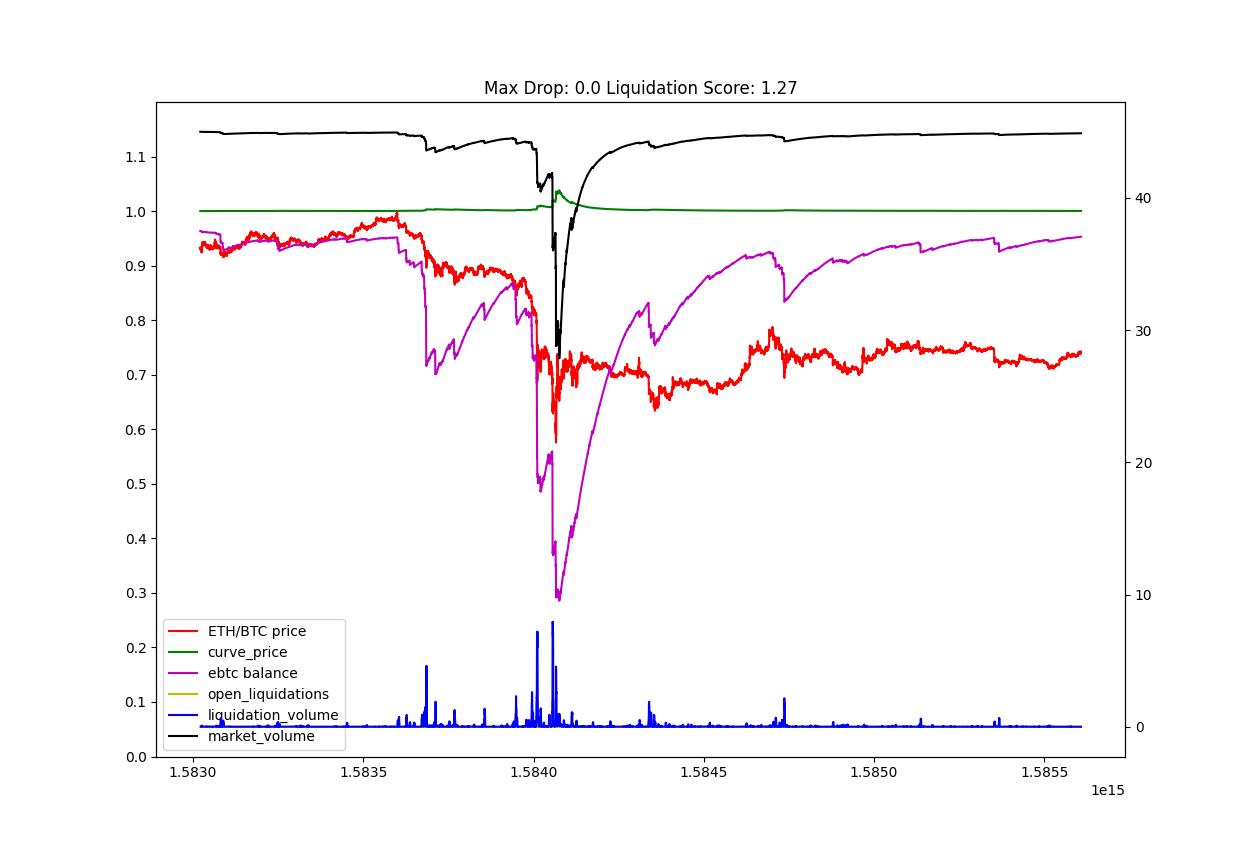 Max Drop: 0.0 Liquidation Score: 1.27
1.1
1.0
0.9
0.8
0.7
0.6
0.5
0.4
0.3
0.2
0.1
0.0
40
30
20
10
0
ETH/BTC price
curve_price
ebtc balance
open_liquidations
liquidation_volume
market_volume
1.5830
1.5835
1.5840
1.5845
1.5850
1.5855
1e15